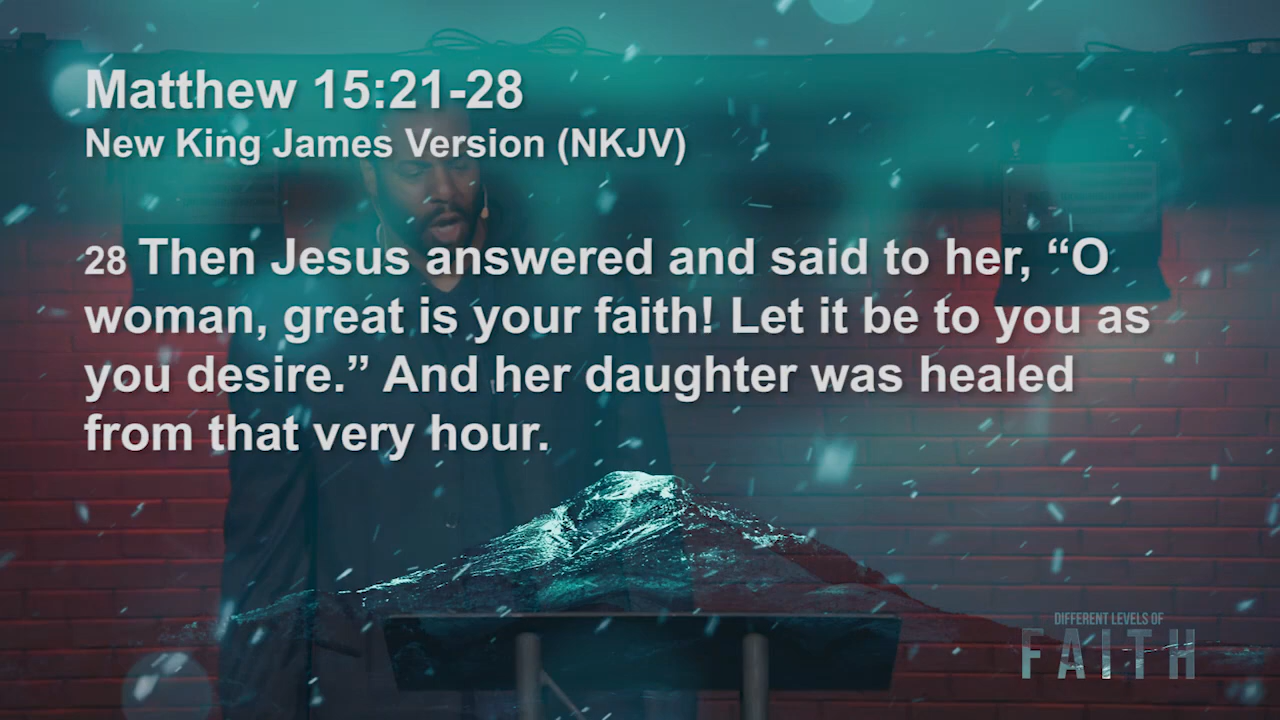 Matthew 15:21-28
New King James Version (NKJV)
28 Then Jesus answered and said to her, “O
woman, great is your faith! Let it be to you as
you desire.” And her daughter was healed
from that very hour.
DIFFERENT LEVELS OF
FAITH